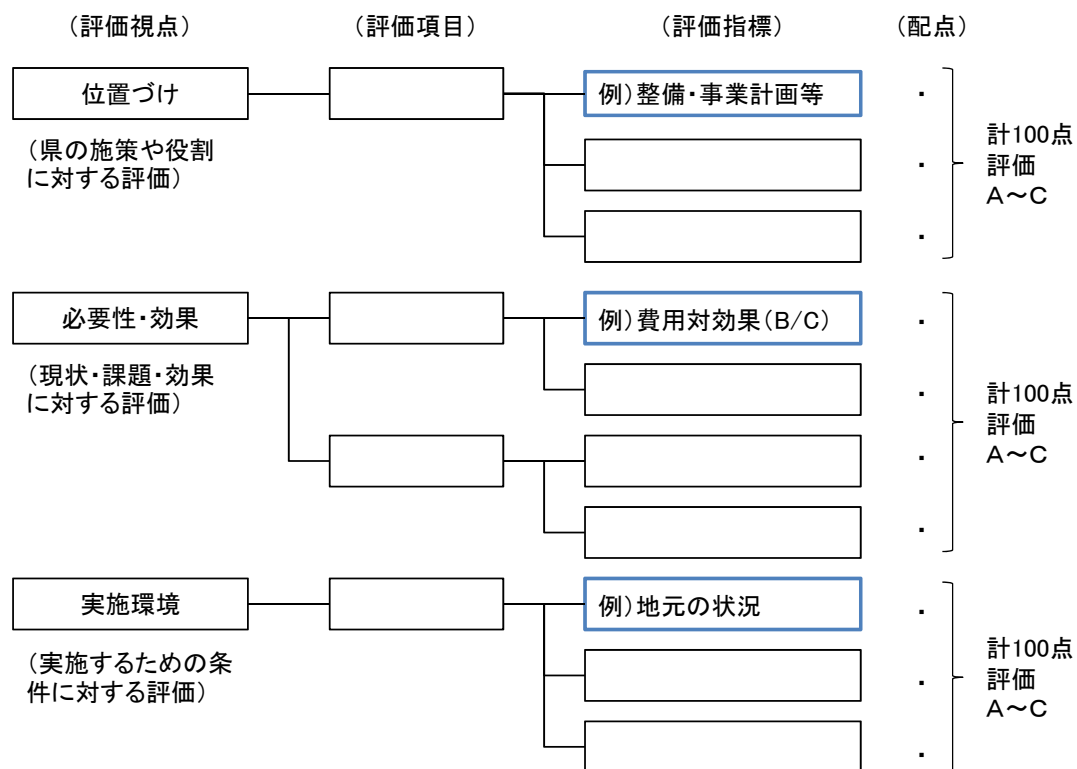 （評価視点） （評価項目） （評価指標） （配点）
位置づけ 例）整備・事業計画等 ・
（県の施策や役割
に対する評価）
・
・
計100点
評価
A～C
必要性・効果 例）費用対効果（B/C） ・
（現状・課題・効果
に対する評価）
・
・
・
計100点
評価
A～C
実施環境 例）地元の状況 ・
（実施するための条
件に対する評価）
・
・
計100点
評価
A～C